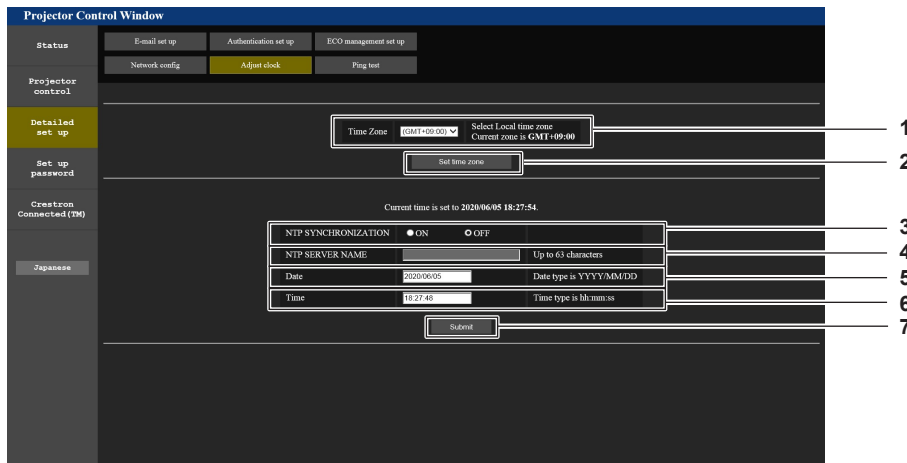 Projector Control Window
Status
E-mail set up
Authentication set up
ECO management set up
Network config
Adjust clock
Ping test
Projector
control
Detailed
set up
Set up
password
Crestron
Connected(TM)
Japanese
Time Zone
(GMT+09:00)
Select Local time zone
Current zone is GMT+09:00
1
Set time zone
2
Current time is set to 2020/06/05 18:27:54.
NTP SYNCHRONIZATION
ON
OFF
3
NTP SERVER NAME
Up to 63 characters
4
Date
2020/06/05
Date type is YYYY/MM/DD
5
Time
18:27:48
Time type is hh:mm:ss
6
Submit
7